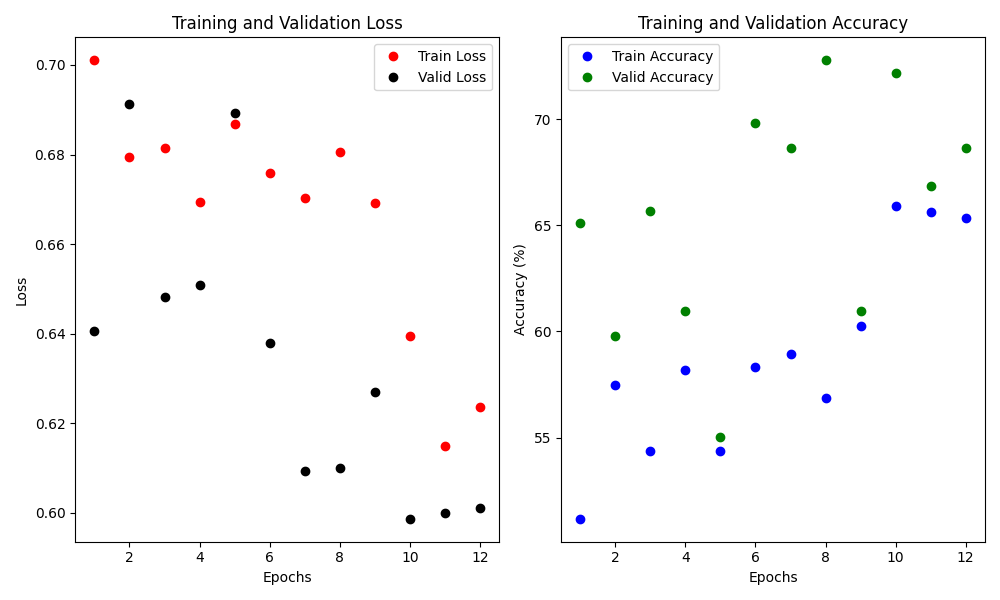 Training and Validation Loss
Train Loss
Valid Loss
0.70
0.68
0.66
0.64
0.62
0.60
Loss
2 4 6 8 10 12
Epochs
Training and Validation Accuracy
Train Accuracy
Valid Accuracy
70
65
60
55
Accuracy (%)
2 4 6 8 10 12
Epochs